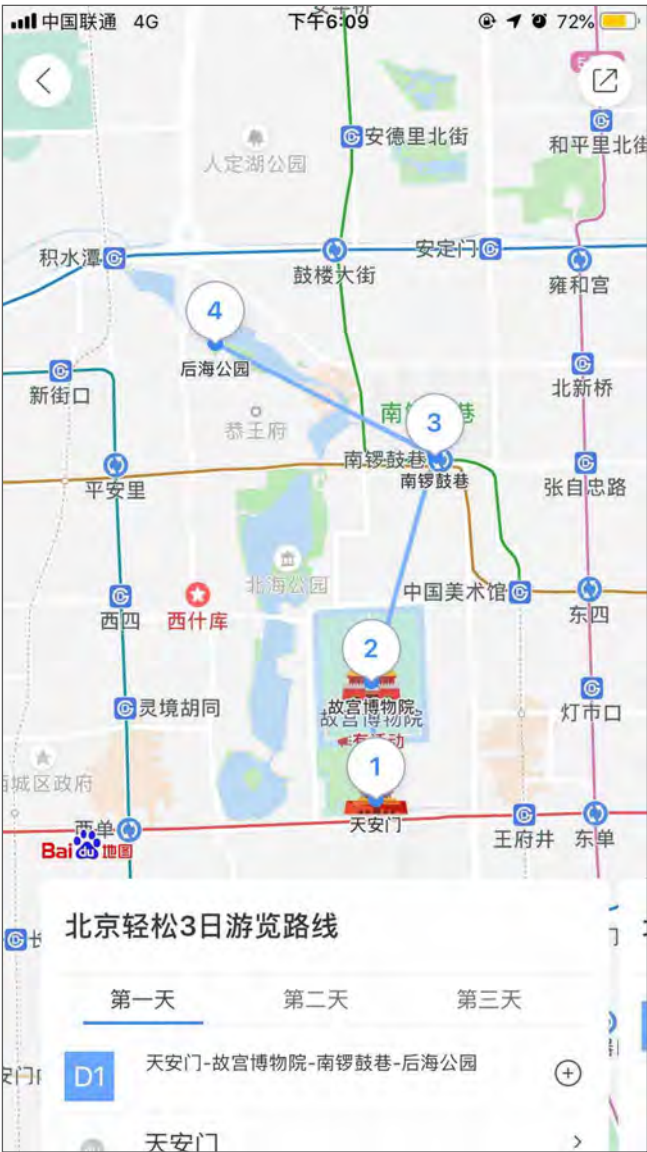 中国联通 4G
下午6:09
72%
安德里北街
和平里北街
人定湖公园
积水潭
鼓楼大街
安定门
雍和宫
4
后海公园
新街口
北新桥
恭王府
3
南锣鼓巷
南锣鼓巷
平安里
张自忠路
北海公园
中国美术馆
西四
西什库
东四
2
故宫博物院
故宫博物院
灵境胡同
灯市口
有活动
1
城区政府
天安门
西单
王府井
东单
Bai du 地图
北京轻松3日游览路线
第一天
第二天
第三天
D1
天安门-故宫博物院-南锣鼓巷-后海公园
天安门